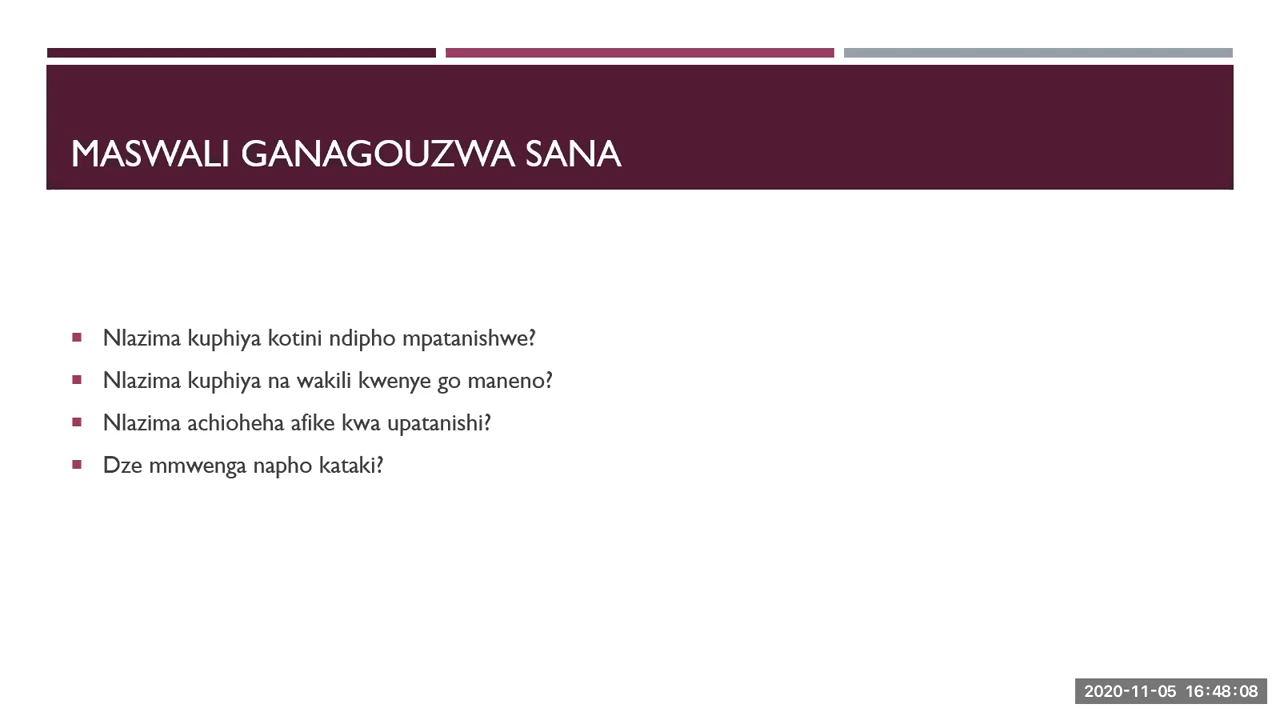 MASWALI GANAGOUZWA SANA
Nlazima kuphiya kotini ndipho mpatanishwe?
Nlazima kuphiya na wakili kwenye go maneno?
Nlazima achioheha afike kwa upatanishi?
Dze mmwenga napho kataki?
2020-11-05 16:48:08